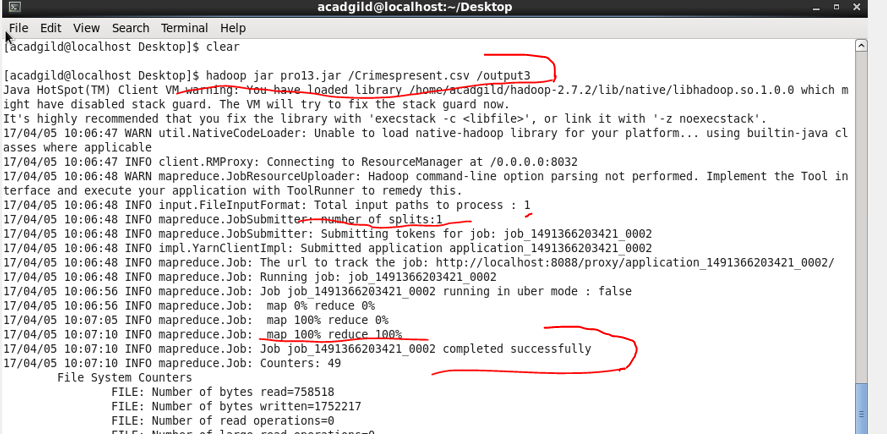 acadgild@localhost:~/Desktop
File Edit View Search Terminal Help
[acadgild@localhost Desktop]$ clear
[acadgild@localhost Desktop]$ hadoop jar pro13.jar /Crimespresent.csv /output3
Java HotSpot(TM) Client VM warning: You have loaded library /home/acadgild/hadoop-2.7.2/lib/native/libhadoop.so.1.0.0 which m
ight have disabled stack guard. The VM will try to fix the stack guard now.
It's highly recommended that you fix the library with 'execstack -c <libfile>', or link it with '-z noexecstack'.
17/04/05 10:06:47 WARN util.NativeCodeLoader: Unable to load native-hadoop library for your platform... using builtin-java cl
asses where applicable
17/04/05 10:06:47 INFO client.RMProxy: Connecting to ResourceManager at /0.0.0.0:8032
17/04/05 10:06:48 WARN mapreduce.JobResourceUploader: Hadoop command-line option parsing not performed. Implement the Tool in
terface and execute your application with ToolRunner to remedy this.
17/04/05 10:06:48 INFO input.FileInputFormat: Total input paths to process : 1
17/04/05 10:06:48 INFO mapreduce.JobSubmitter: number of splits:1
17/04/05 10:06:48 INFO mapreduce.JobSubmitter: Submitting tokens for job: job_1491366203421_0002
17/04/05 10:06:48 INFO impl.YarnClientImpl: Submitted application application_1491366203421_0002
17/04/05 10:06:48 INFO mapreduce.Job: The url to track the job: http://localhost:8088/proxy/application_1491366203421_0002/
17/04/05 10:06:48 INFO mapreduce.Job: Running job: job_1491366203421_0002
17/04/05 10:06:56 INFO mapreduce.Job: Job job_1491366203421_0002 running in uber mode : false
17/04/05 10:06:56 INFO mapreduce.Job:  map 0% reduce 0%
17/04/05 10:07:05 INFO mapreduce.Job:  map 100% reduce 0%
17/04/05 10:07:10 INFO mapreduce.Job:  map 100% reduce 100%
17/04/05 10:07:10 INFO mapreduce.Job: Job job_1491366203421_0002 completed successfully
17/04/05 10:07:10 INFO mapreduce.Job: Counters: 49
File System Counters
FILE: Number of bytes read=758518
FILE: Number of bytes written=1752217
FILE: Number of read operations=0
FILE: Number of large read operations=0